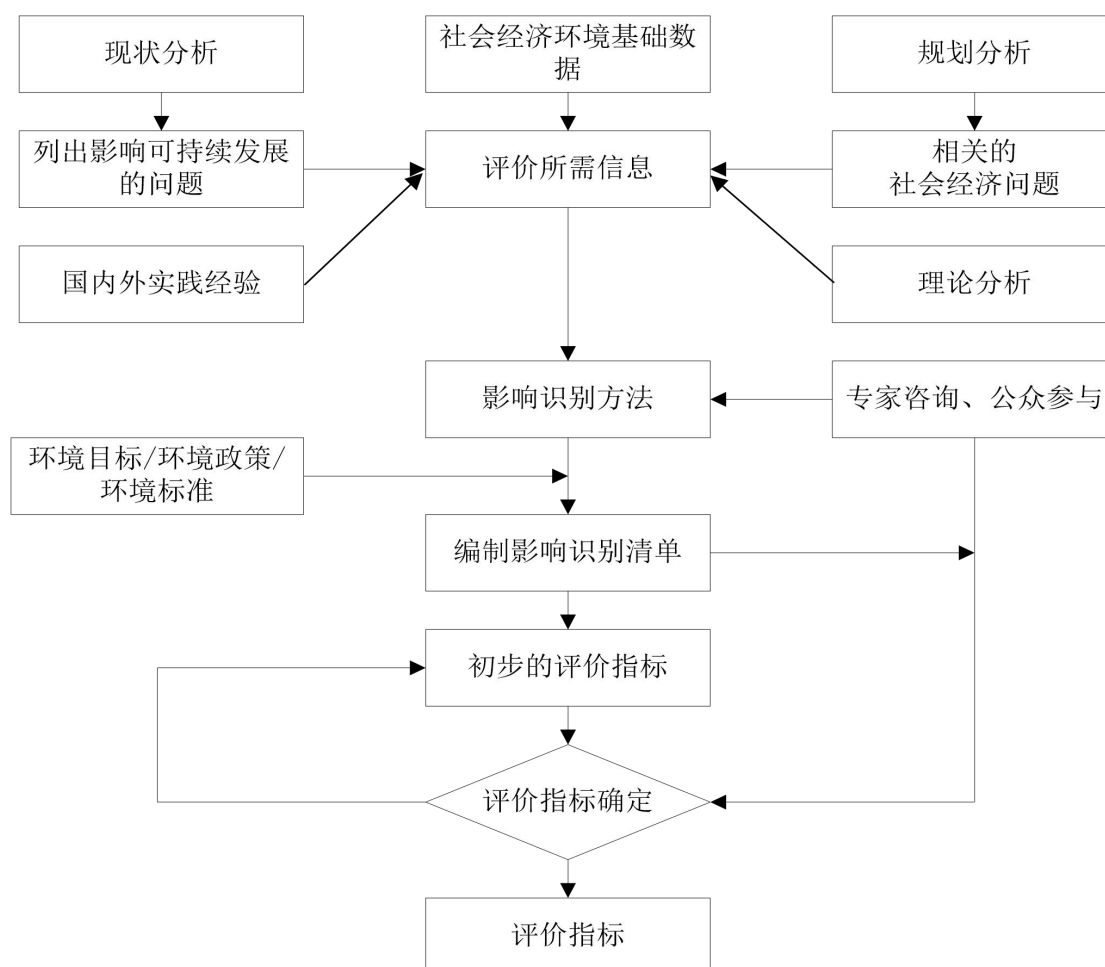 现状分析
社会经济环境基础数
据
规划分析
列出影响可持续发展
的问题
评价所需信息
相关的
社会经济问题
国内外实践经验
理论分析
影响识别方法
专家咨询、公众参与
环境目标/环境政策/
环境标准
编制影响识别清单
初步的评价指标
评价指标确定
评价指标